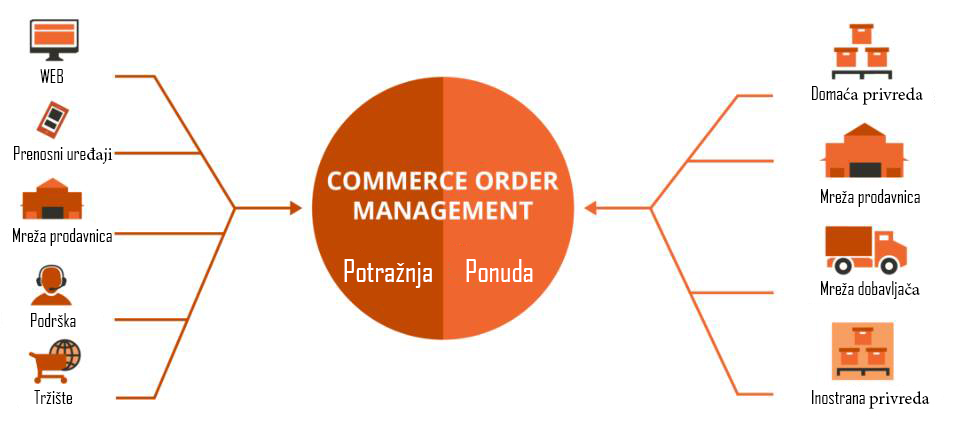 WEB
Prenosni uređaji
Mreža prodavnica
Podrška
Tržište
COMMERCE ORDER
MANAGEMENT
Potražnja
Ponuda
Domaća privreda
Mreža prodavnica
Mreža dobavljača
Inostrana privreda